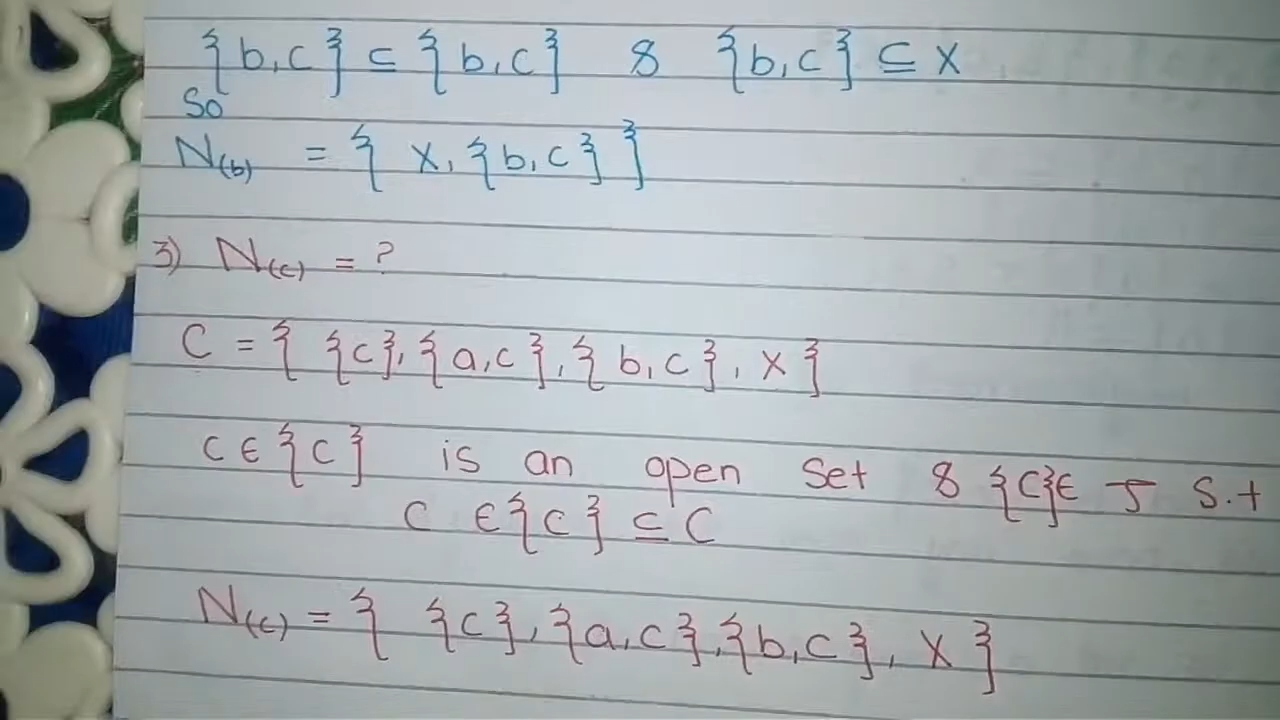 {b,c} ⊆ {b,c} & {b,c} ⊆ X
So
N(b) = { X, {b,c} }
3) N(c) = ?
C = { {c}, {a,c}, {b,c}, X }
c ∈ {c} is an open Set & {c} ∈ J S.t
c ∈ {c} ⊆ C
N(c) = { {c}, {a,c}, {b,c}, X }